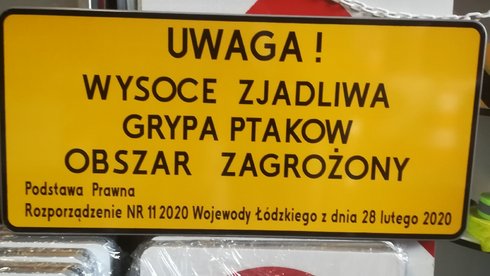 UWAGA !
WYSOCE ZJADLIWA
GRYPA PTAKOW
OBSZAR ZAGROŻONY
Podstawa Prawna
Rozporządzenie NR 11 2020 Wojewody Łódzkiego z dnia 28 lutego 2020